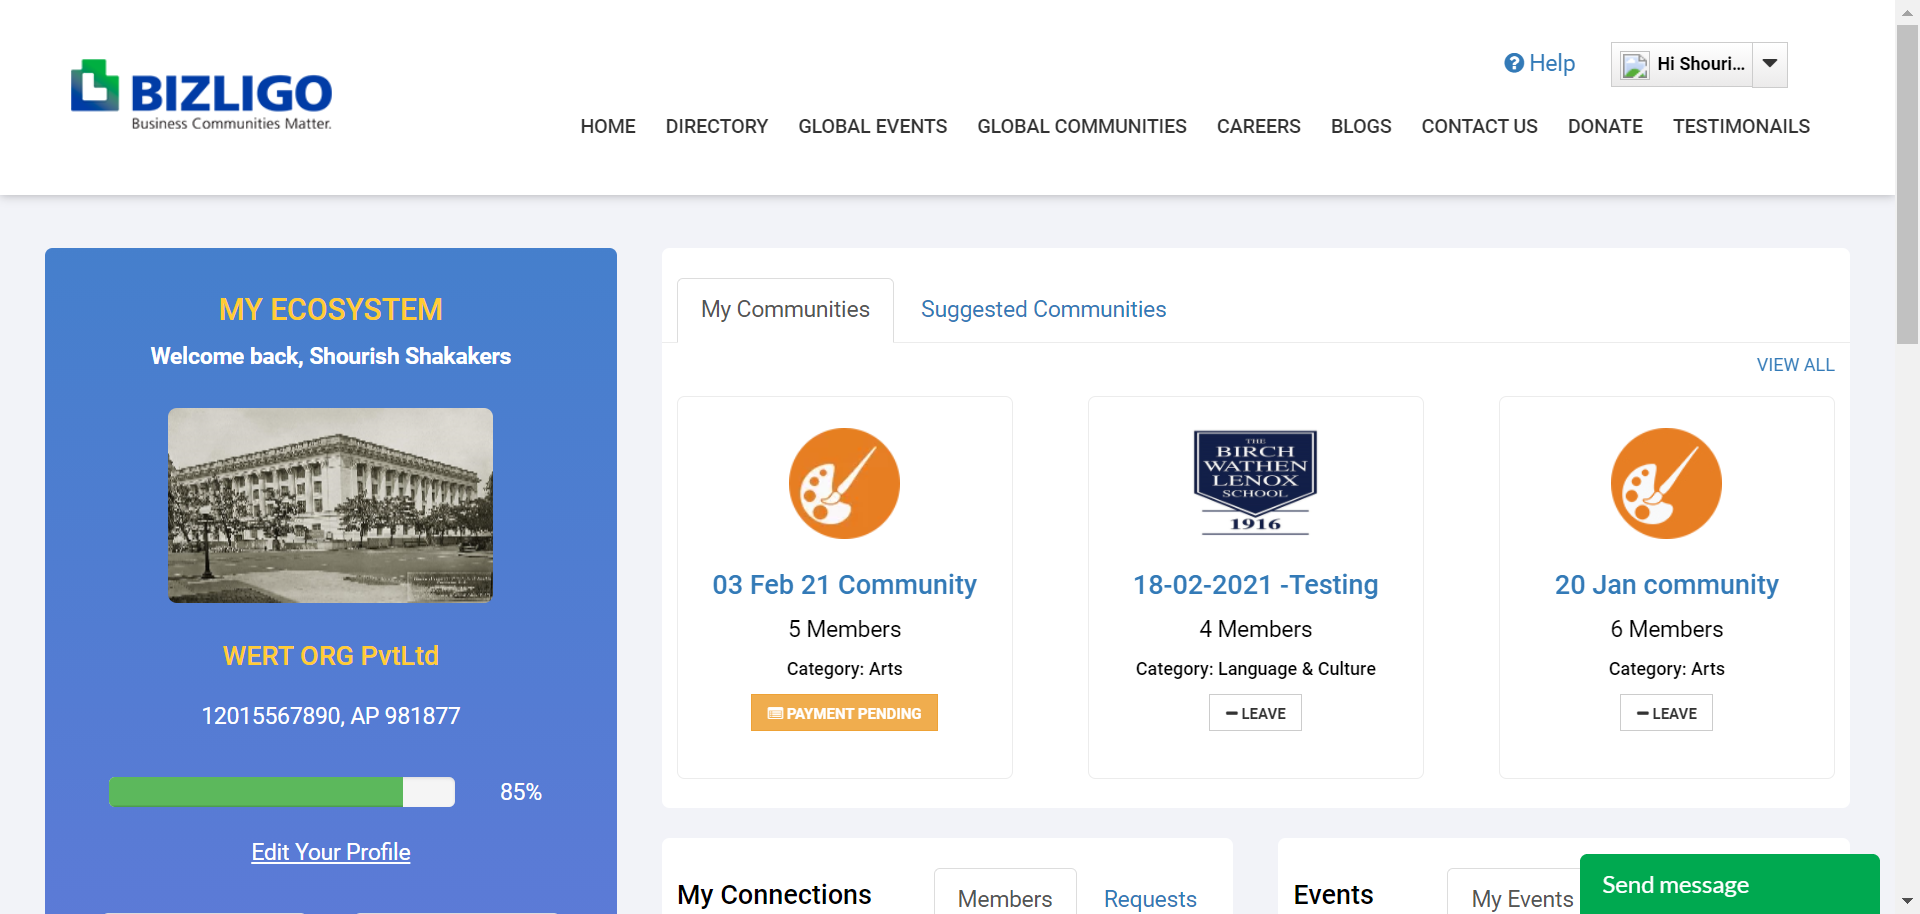 BIZLIGO
Business Communities Matter.
Help
Hi Shouri...
HOME DIRECTORY GLOBAL EVENTS GLOBAL COMMUNITIES CAREERS BLOGS CONTACT US DONATE TESTIMONAILS
MY ECOSYSTEM
Welcome back, Shourish Shakakers
WERT ORG PvtLtd
12015567890, AP 981877
85%
Edit Your Profile
My Communities Suggested Communities
VIEW ALL
03 Feb 21 Community
5 Members
Category: Arts
PAYMENT PENDING
THE
BIRCH
WATHEN
LENOX
SCHOOL
1916
18-02-2021 -Testing
4 Members
Category: Language & Culture
LEAVE
20 Jan community
6 Members
Category: Arts
LEAVE
My Connections Members Requests
Events My Events
Send message